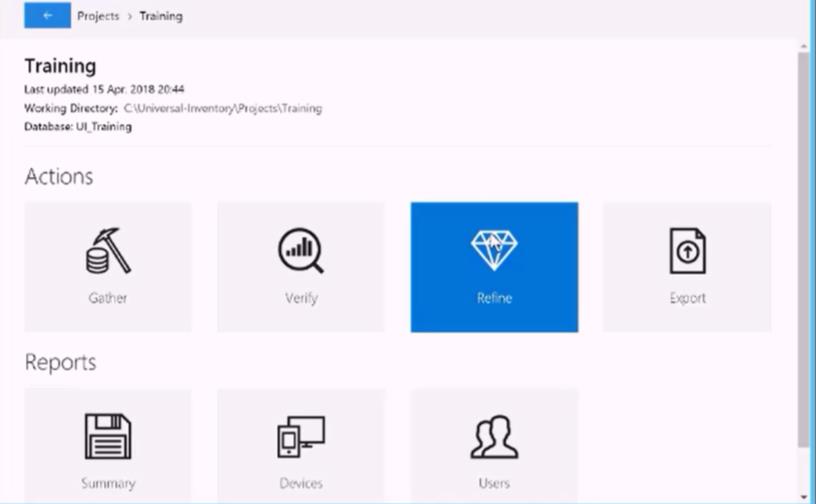 Projects > Training
Training
Last updated 15 Apr. 2018 20:44
Working Directory: C:\Universal-Inventory\Projects\Training
Database: UI_Training
Actions
Gather
Verify
Refine
Export
Reports
Summary
Devices
Users